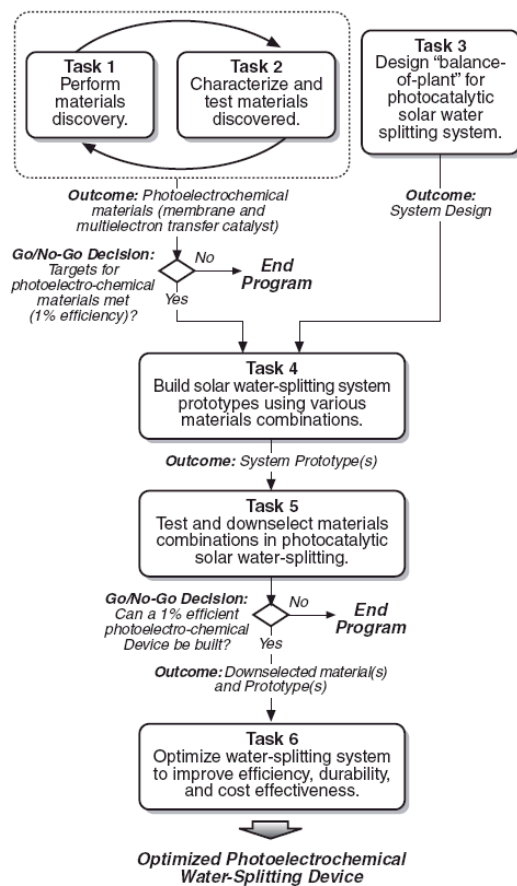 Task 1
Perform
materials
discovery.
Task 2
Characterize and
test materials
discovered.
Task 3
Design “balance-
of-plant” for
photocatalytic
solar water
splitting system.
Outcome: Photoelectrochemical
materials (membrane and
multielectron transfer catalyst)
Outcome:
System Design
Go/No-Go Decision:
Targets for
photoelectro-chemical
materials met
(1% efficiency)?
No
End
Program
Yes
Task 4
Build solar water-splitting system
prototypes using various
materials combinations.
Outcome: System Prototype(s)
Task 5
Test and downselect materials
combinations in photocatalytic
solar water-splitting.
Go/No-Go Decision:
Can a 1% efficient
photoelectro-chemical
Device be built?
No
End
Program
Yes
Outcome: Downselected material(s)
and Prototype(s)
Task 6
Optimize water-splitting system
to improve efficiency, durability,
and cost effectiveness.
Optimized Photoelectrochemical
Water-Splitting Device